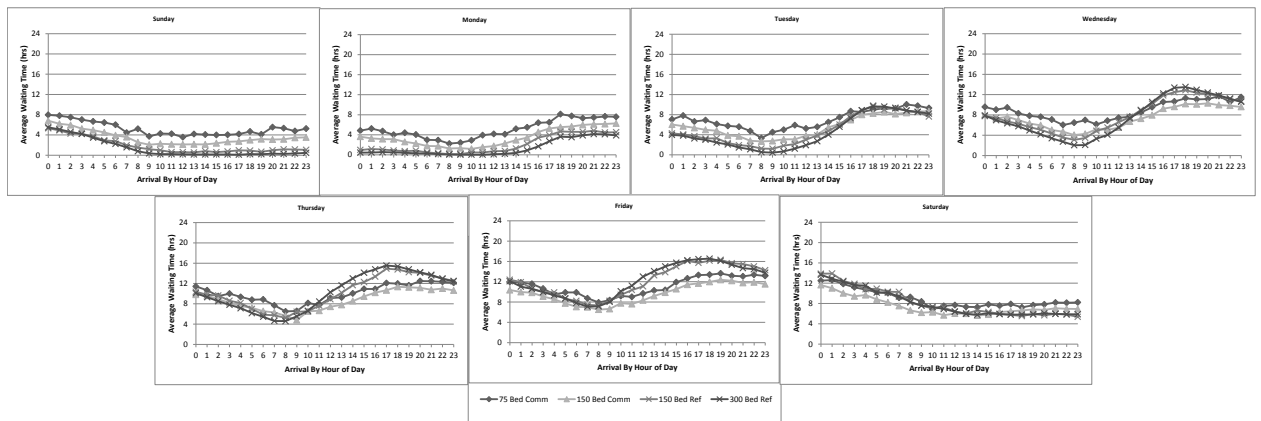 Sunday
Average Waiting Time (hrs)
24
20
16
12
8
4
0
0 1 2 3 4 5 6 7 8 9 10 11 12 13 14 15 16 17 18 19 20 21 22 23
Arrival By Hour of Day
Monday
Average Waiting Time (hrs)
24
20
16
12
8
4
0
0 1 2 3 4 5 6 7 8 9 10 11 12 13 14 15 16 17 18 19 20 21 22 23
Arrival By Hour of Day
Tuesday
Average Waiting Time (hrs)
24
20
16
12
8
4
0
0 1 2 3 4 5 6 7 8 9 10 11 12 13 14 15 16 17 18 19 20 21 22 23
Arrival By Hour of Day
Wednesday
Average Waiting Time (hrs)
24
20
16
12
8
4
0
0 1 2 3 4 5 6 7 8 9 10 11 12 13 14 15 16 17 18 19 20 21 22 23
Arrival By Hour of Day
Thursday
Average Waiting Time (hrs)
24
20
16
12
8
4
0
0 1 2 3 4 5 6 7 8 9 10 11 12 13 14 15 16 17 18 19 20 21 22 23
Arrival By Hour of Day
Friday
Average Waiting Time (hrs)
24
20
16
12
8
4
0
0 1 2 3 4 5 6 7 8 9 10 11 12 13 14 15 16 17 18 19 20 21 22 23
Arrival By Hour of Day
Saturday
Average Waiting Time (hrs)
24
20
16
12
8
4
0
0 1 2 3 4 5 6 7 8 9 10 11 12 13 14 15 16 17 18 19 20 21 22 23
Arrival By Hour of Day
75 Bed Comm 150 Bed Comm 150 Bed Ref 300 Bed Ref